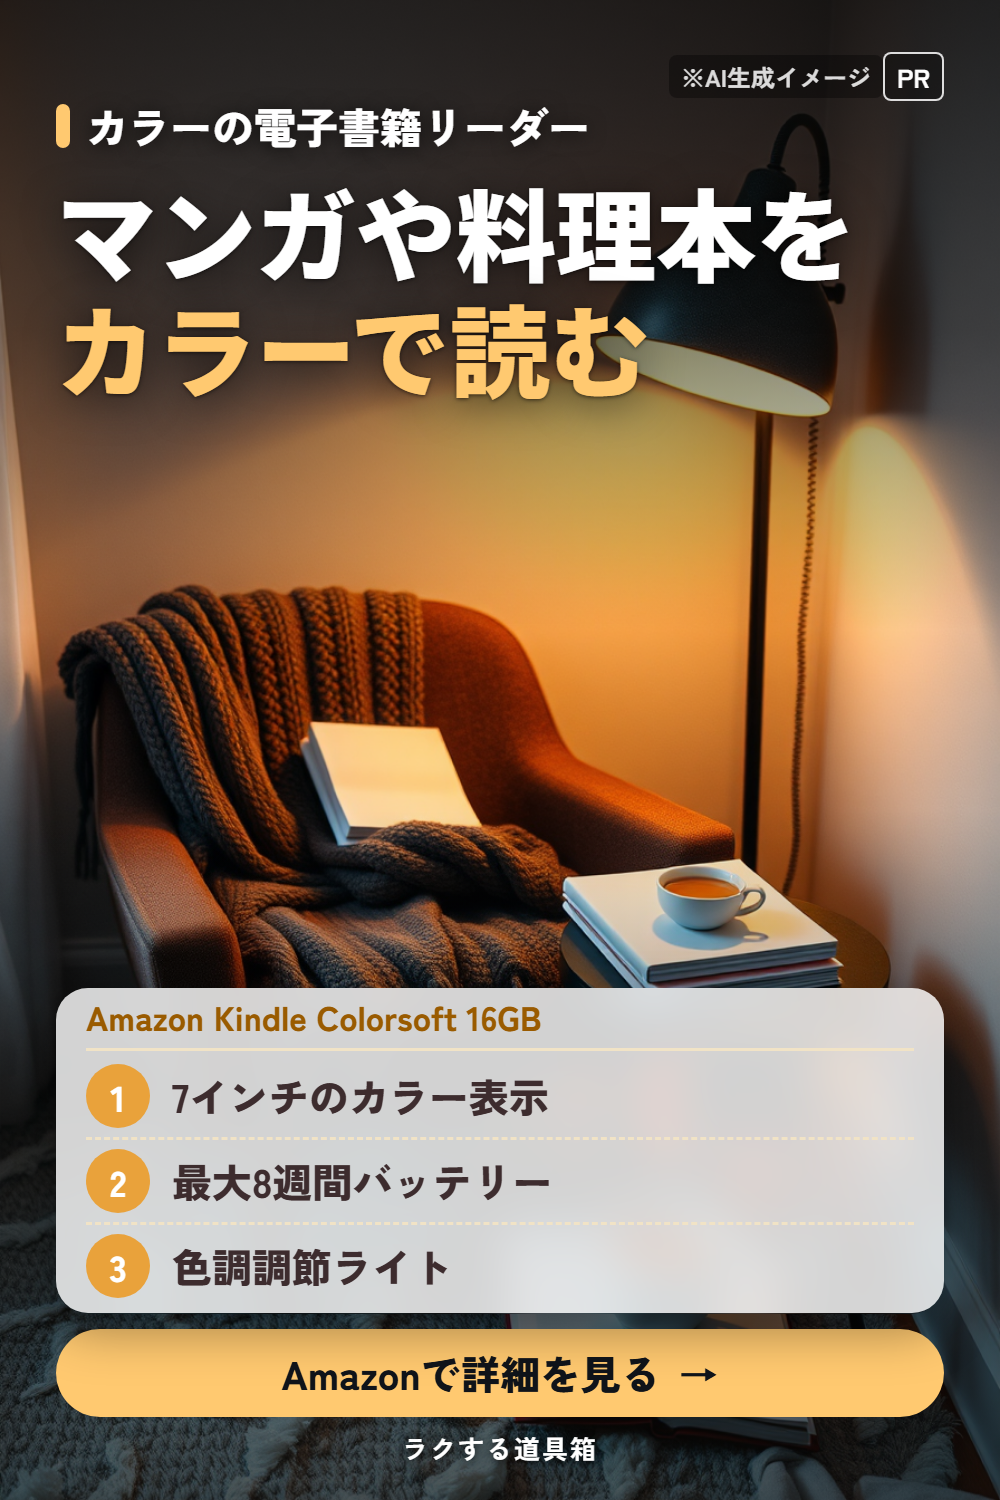 ※AI生成イメージ
PR
カラーの電子書籍リーダー
マンガや料理本を
カラーで読む
Amazon Kindle Colorsoft 16GB
1 7インチのカラー表示
2 最大8週間バッテリー
3 色調調節ライト
Amazonで詳細を見る →
ラクする道具箱